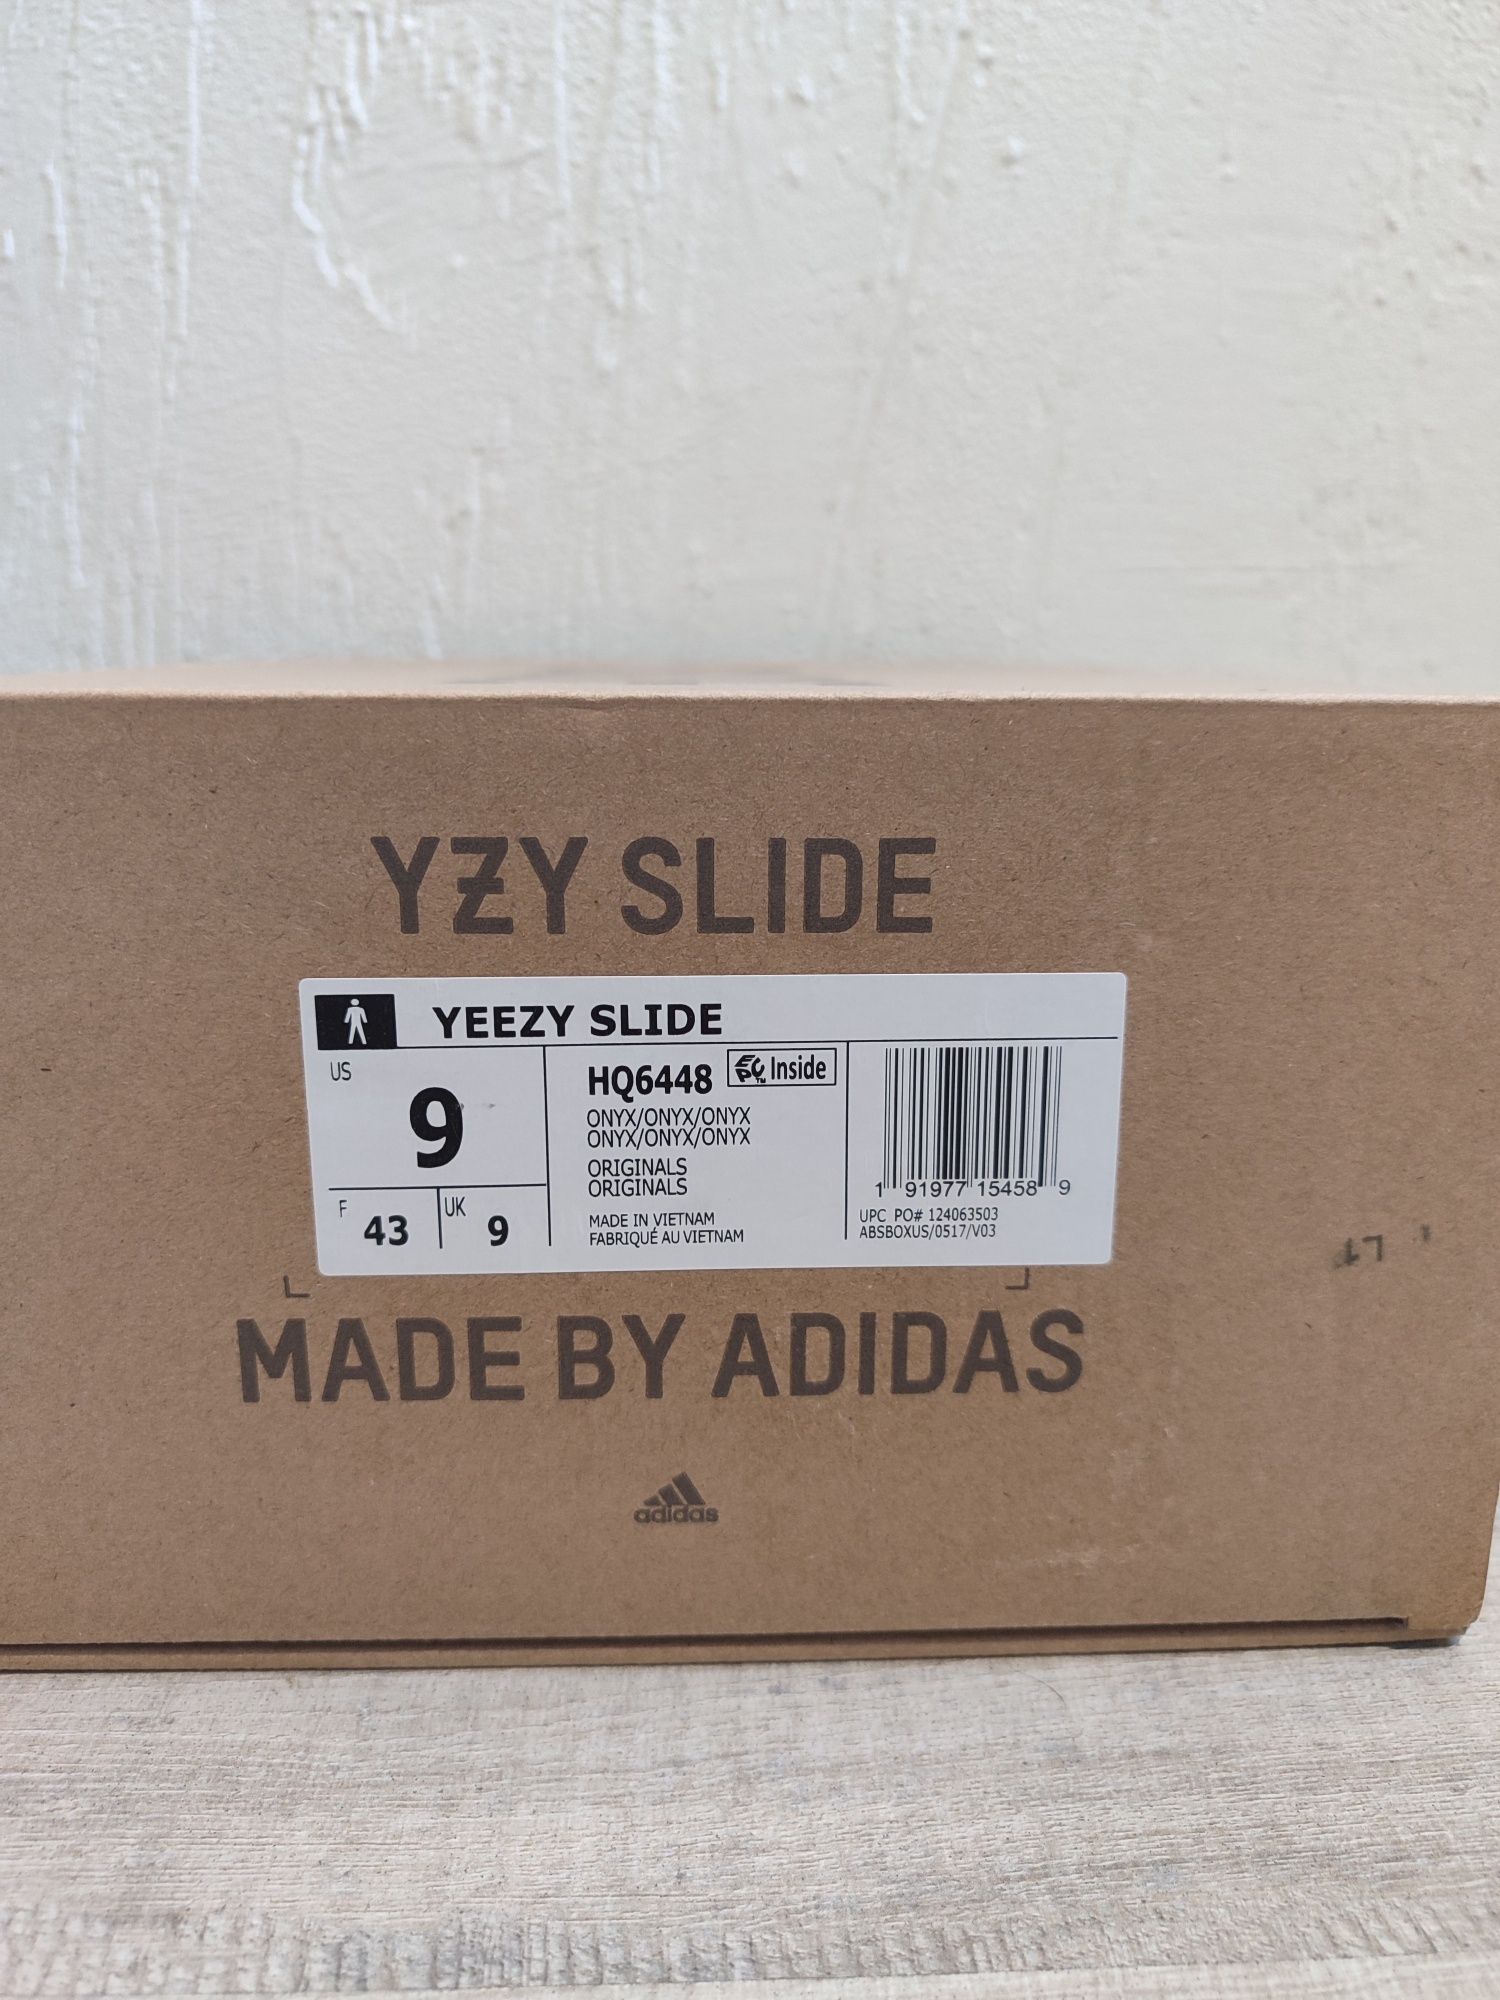 YZY SLIDE
YEEZY SLIDE
US
9
F 43
UK 9
HQ6448
EPC Inside
ONYX/ONYX/ONYX
ONYX/ONYX/ONYX
ORIGINALS
ORIGINALS
MADE IN VIETNAM
FABRIQUÉ AU VIETNAM
1 91977 15458 9
UPC PO# 124063503
ABSBOXUS/0517/V03
MADE BY ADIDAS
adidas